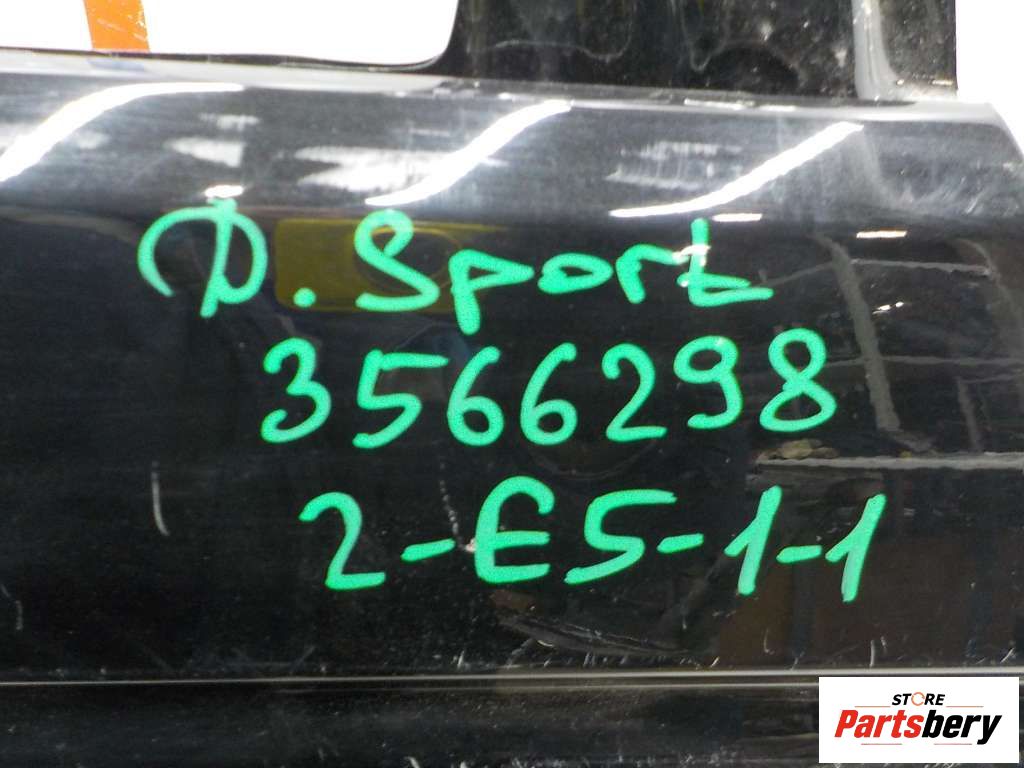 D. Sport
3566298
2-E5-1-1
STORE
Partsbery